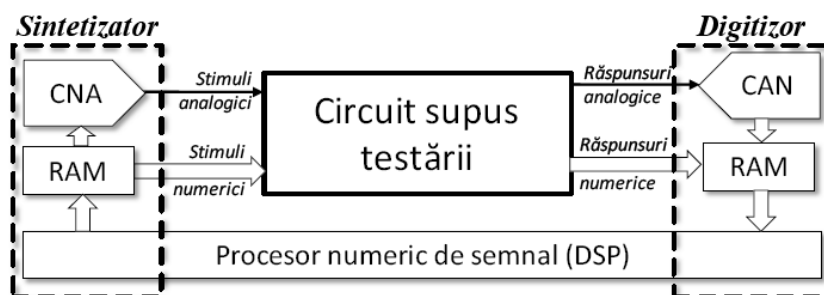 Sintetizator
Digitizor
CNA
Stimuli
analogici
Circuit supus
testării
Răspunsuri
analogice
CAN
RAM
Stimuli
numerici
Răspunsuri
numerice
RAM
Procesor numeric de semnal (DSP)